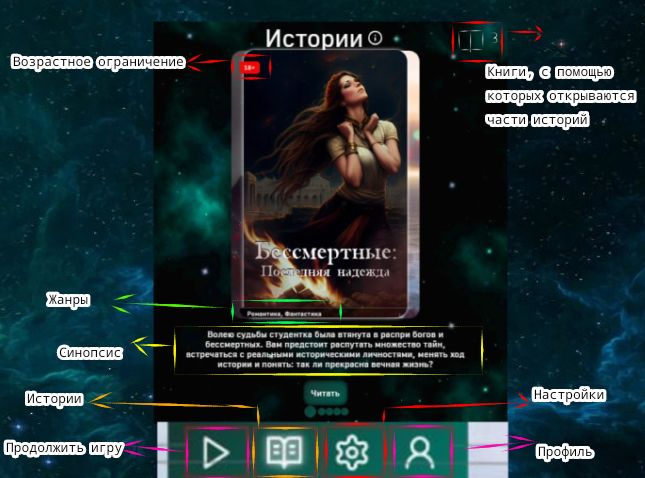 Истории
3
18+
Возрастное ограничение
Книги, с помощью
которых открываются
части историй
Бессмертные:
Последняя надежда
Жанры
Романтика, Фантастика
Синопсис
Волею судьбы студентка была втянута в распри богов и
бессмертных. Вам предстоит распутать множество тайн,
встречаться с реальными историческими личностями, менять ход
истории и понять: так ли прекрасна вечная жизнь?
Читать
Истории
Настройки
Продолжить игру
Профиль